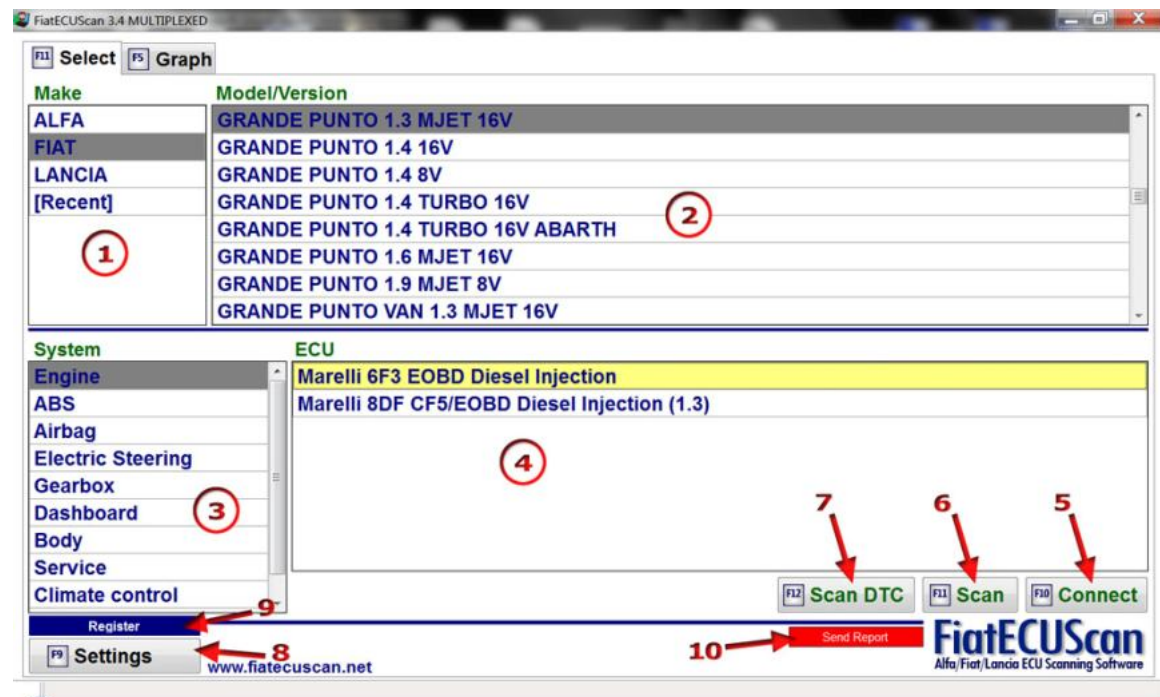 FiatECUScan 3.4 MULTIPLEXED
F11 Select F5 Graph
Make Model/Version
ALFA GRANDE PUNTO 1.3 MJET 16V
FIAT GRANDE PUNTO 1.4 16V
LANCIA GRANDE PUNTO 1.4 8V
[Recent] GRANDE PUNTO 1.4 TURBO 16V
2
GRANDE PUNTO 1.4 TURBO 16V ABARTH
1
GRANDE PUNTO 1.6 MJET 16V
GRANDE PUNTO 1.9 MJET 8V
GRANDE PUNTO VAN 1.3 MJET 16V
System ECU
Engine Marelli 6F3 EOBD Diesel Injection
ABS Marelli 8DF CF5/EOBD Diesel Injection (1.3)
Airbag
Electric Steering 4
Gearbox
7 6 5
Dashboard 3
Body
Service
Climate control F12 Scan DTC F11 Scan F10 Connect
9
Register Send Report FiatECUScan
10
F9 Settings 8
www.fiatecuscan.net Alfa/Fiat/Lancia ECU Scanning Software